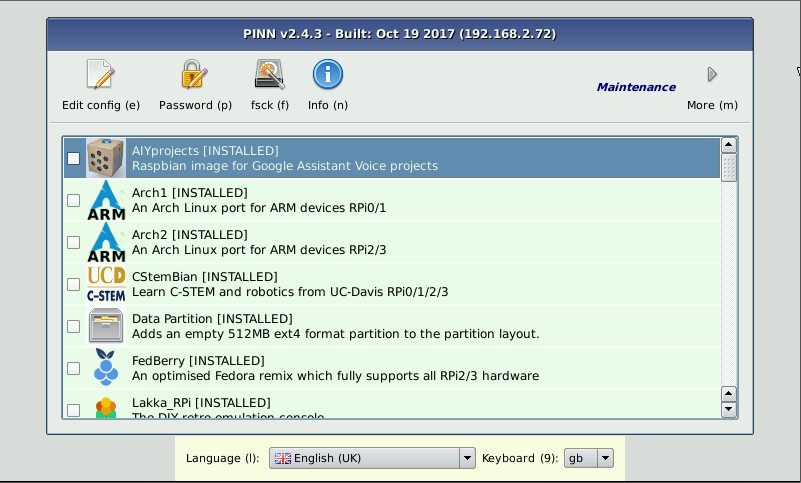 PINN v2.4.3 - Built: Oct 19 2017 (192.168.2.72)
Edit config (e)
Password (p)
fsck (f)
Info (n)
Maintenance
More (m)
AIYprojects [INSTALLED]
Raspbian image for Google Assistant Voice projects
ARM
Arch1 [INSTALLED]
An Arch Linux port for ARM devices RPi0/1
ARM
Arch2 [INSTALLED]
An Arch Linux port for ARM devices RPi2/3
UCD
C-STEM
CStemBian [INSTALLED]
Learn C-STEM and robotics from UC-Davis RPi0/1/2/3
Data Partition [INSTALLED]
Adds an empty 512MB ext4 format partition to the partition layout.
FedBerry [INSTALLED]
An optimised Fedora remix which fully supports all RPi2/3 hardware
Lakka_RPi [INSTALLED]
The DIY retro emulation console
Language (l):
English (UK)
Keyboard (9):
gb